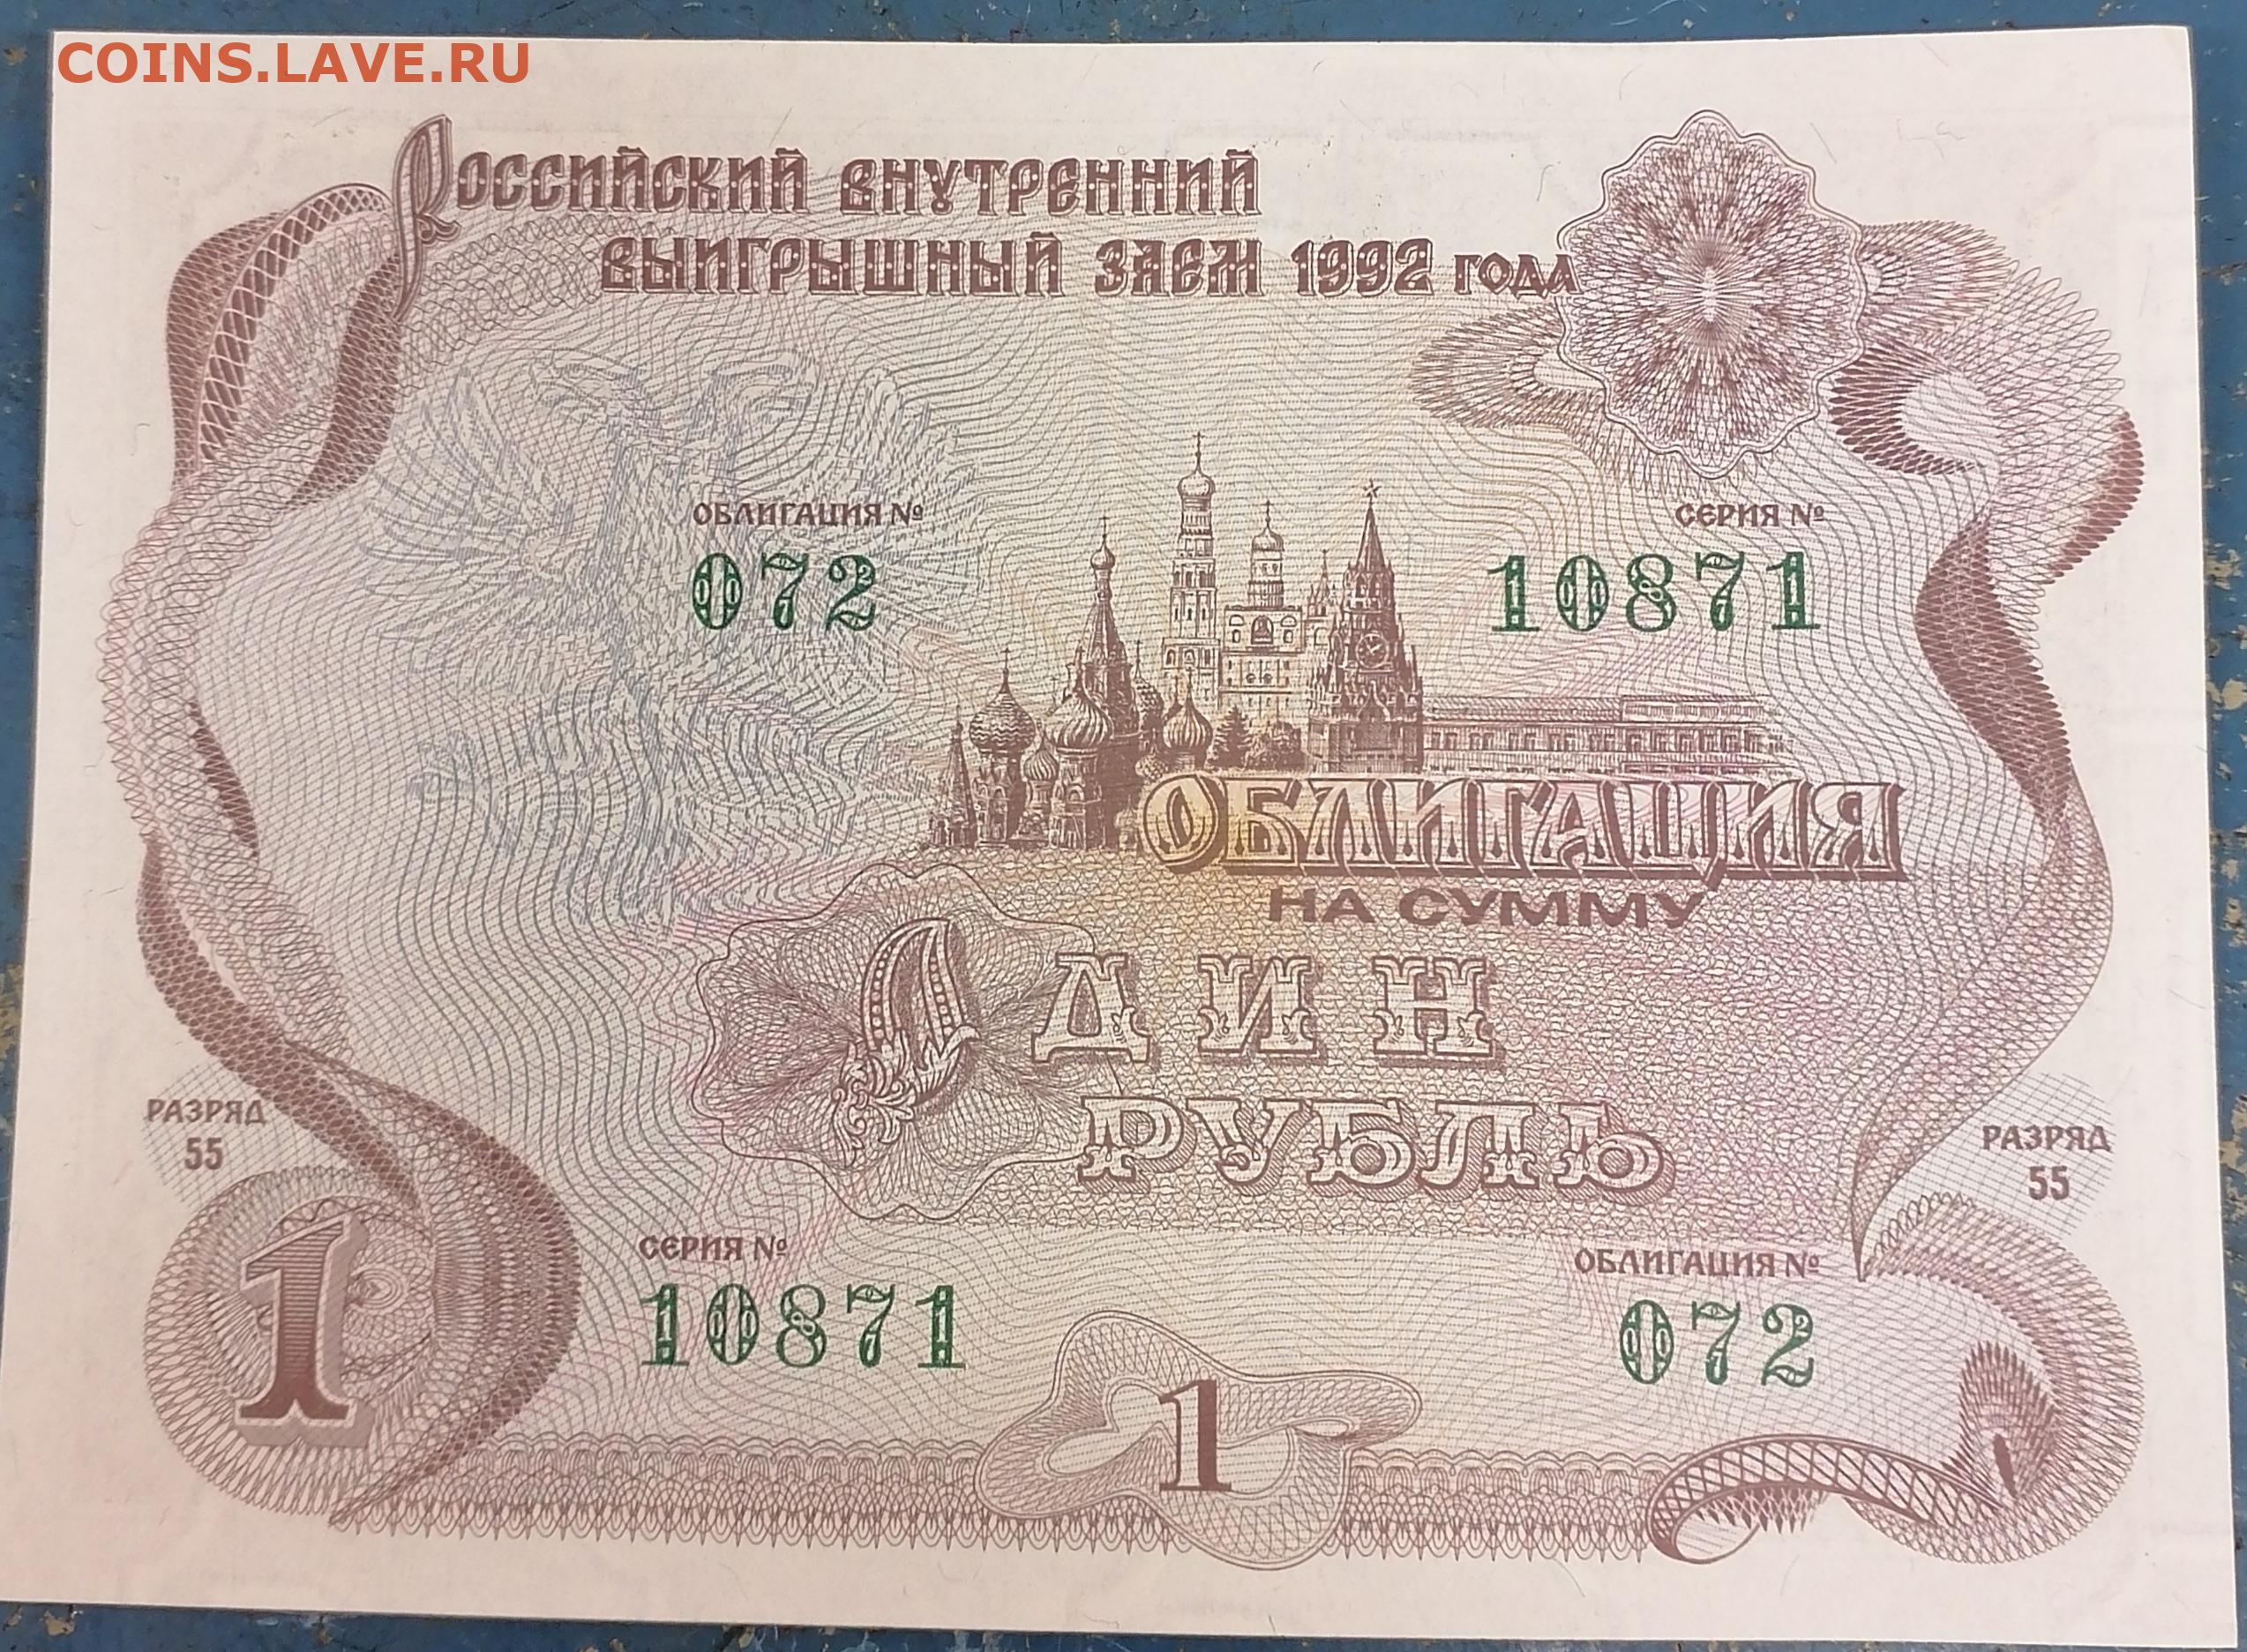 COINS.LAVE.RU
РОССИЙСКИЙ ВНУТРЕННИЙ
ВЫИГРЫШНЫЙ ЗАЕМ 1992 ГОДА
ОБЛИГАЦИЯ № СЕРИЯ №
072 10871
ОБЛИГАЦИЯ
НА СУММУ
ОДИН
РУБЛЬ
РАЗРЯД РАЗРЯД
55 55
СЕРИЯ № ОБЛИГАЦИЯ №
10871 072
1
1